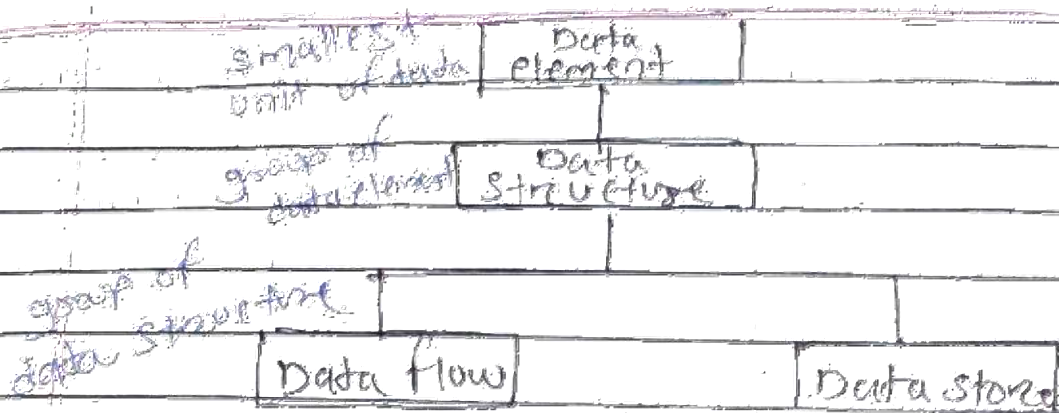 smallest
unit of data
Data
element
group of
data element
Data
Structure
group of
data structure
Data flow
Data store